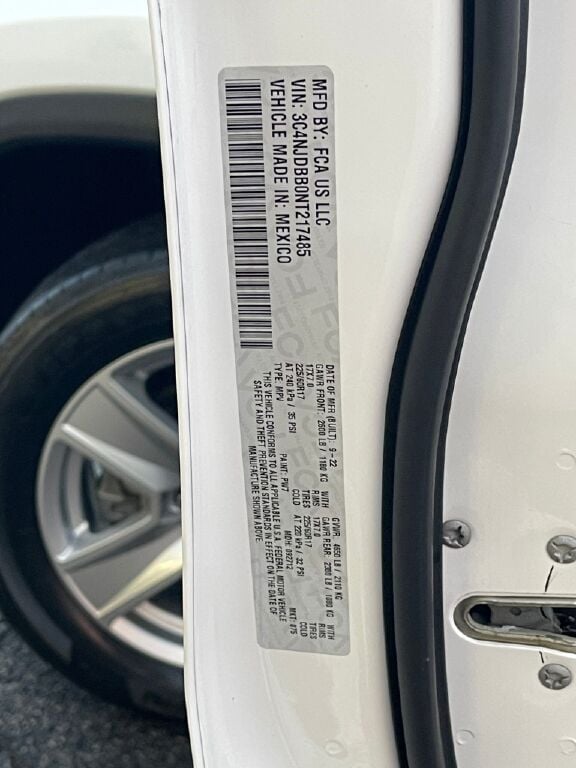 MFD BY: FCA US LLC
VIN: 3C4NJDBB0NT217485
VEHICLE MADE IN: MEXICO
DATE OF MFR (BUILT): 9-22 GVWR: 4650 LB / 2110 KG
GAWR FRONT: 2600 LB / 1180 KG WITH GAWR REAR: 2380 LB / 1080 KG WITH
17X7.0 RIMS 17X7.0 RIMS
225/60R17 TIRES 225/60R17 TIRES
AT 240 kPa / 35 PSI COLD AT 220 kPa / 32 PSI COLD
TYPE: MPV PAINT: PW7 MDH: 092712 MKT: 875
THIS VEHICLE CONFORMS TO ALL APPLICABLE U.S.A. FEDERAL MOTOR VEHICLE
SAFETY AND THEFT PREVENTION STANDARDS IN EFFECT ON THE DATE OF
MANUFACTURE SHOWN ABOVE.